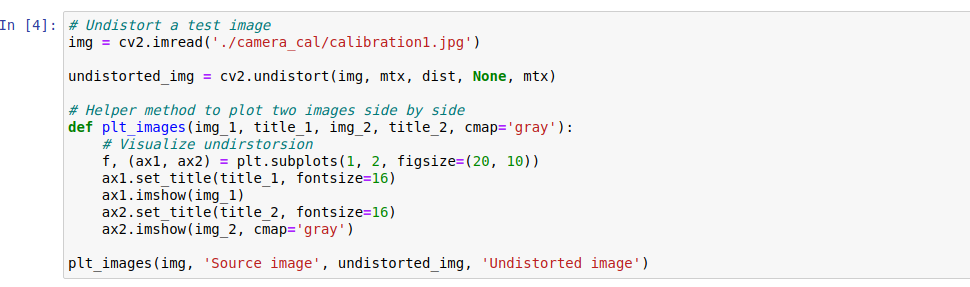 In [4]: # Undistort a test image
img = cv2.imread('./camera_cal/calibration1.jpg')
undistorted_img = cv2.undistort(img, mtx, dist, None, mtx)
# Helper method to plot two images side by side
def plt_images(img_1, title_1, img_2, title_2, cmap='gray'):
    # Visualize undirstorsion
    f, (ax1, ax2) = plt.subplots(1, 2, figsize=(20, 10))
    ax1.set_title(title_1, fontsize=16)
    ax1.imshow(img_1)
    ax2.set_title(title_2, fontsize=16)
    ax2.imshow(img_2, cmap='gray')
plt_images(img, 'Source image', undistorted_img, 'Undistorted image')